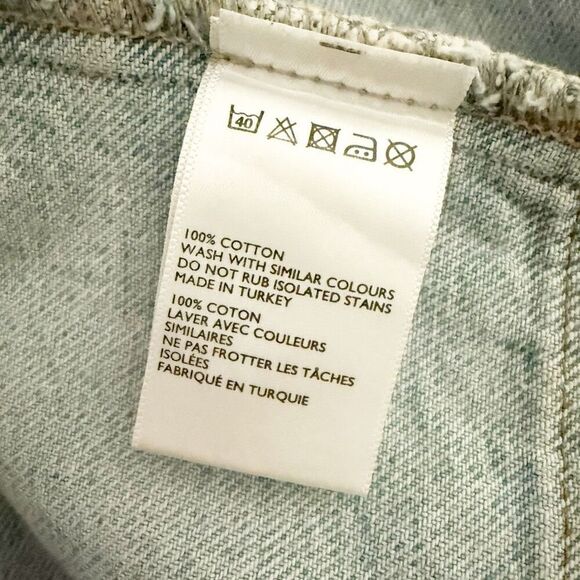 40
100% COTTON
WASH WITH SIMILAR COLOURS
DO NOT RUB ISOLATED STAINS
MADE IN TURKEY
100% COTON
LAVER AVEC COULEURS
SIMILAIRES
NE PAS FROTTER LES TÂCHES
ISOLÉES
FABRIQUÉ EN TURQUIE